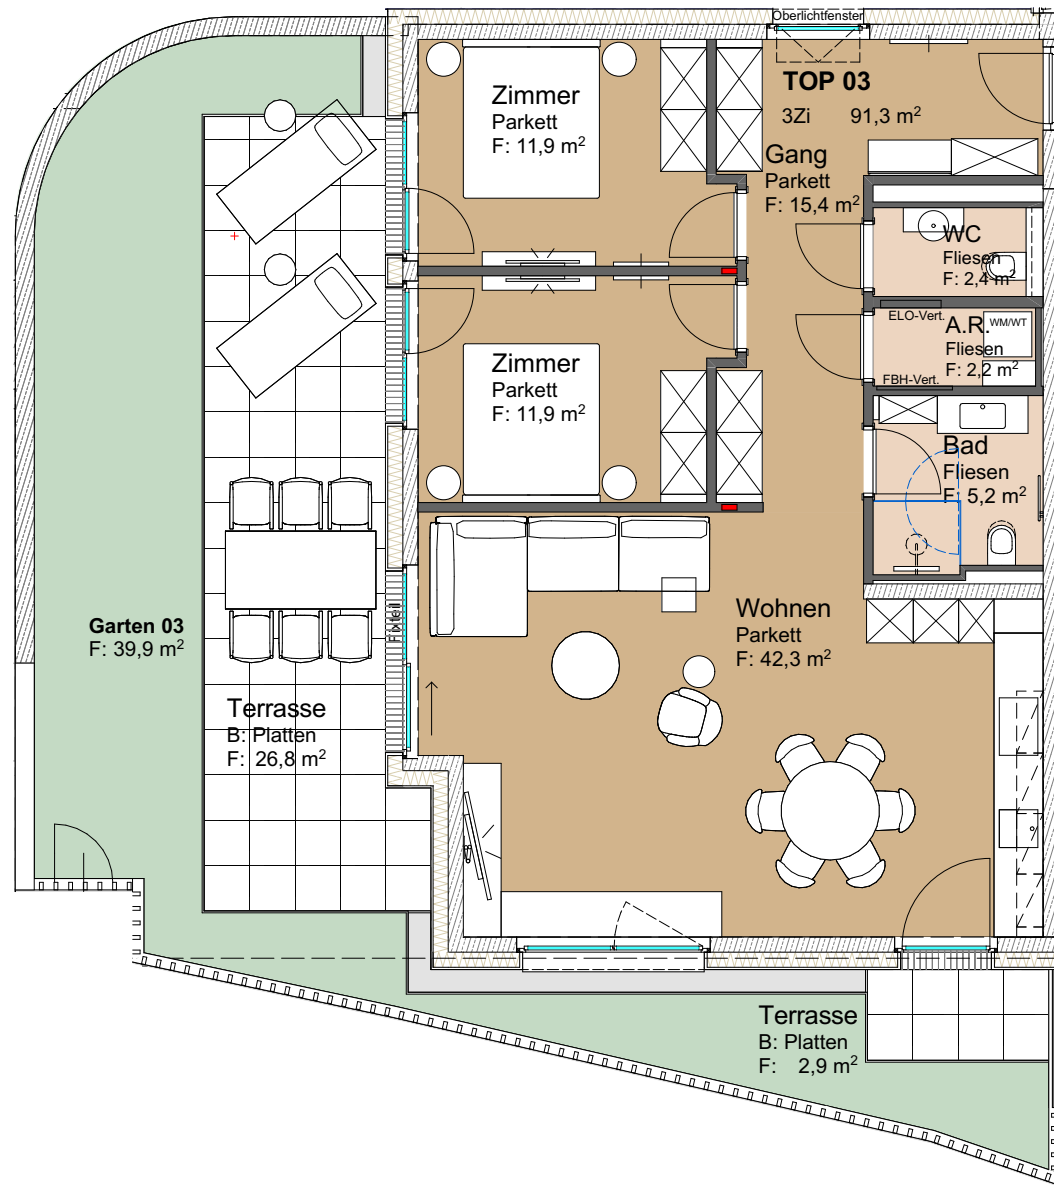 Oberlichtfenster
TOP 03
3Zi 91,3 m²
Zimmer
Parkett
F: 11,9 m²
Gang
Parkett
F: 15,4 m²
WC
Fliesen
F: 2,4 m²
ELO-Vert.
A.R.
WM/WT
Fliesen
F: 2,2 m²
FBH-Vert.
Zimmer
Parkett
F: 11,9 m²
Bad
Fliesen
F: 5,2 m²
Fixteil
Wohnen
Parkett
F: 42,3 m²
Garten 03
F: 39,9 m²
Terrasse
B: Platten
F: 26,8 m²
Terrasse
B: Platten
F: 2,9 m²